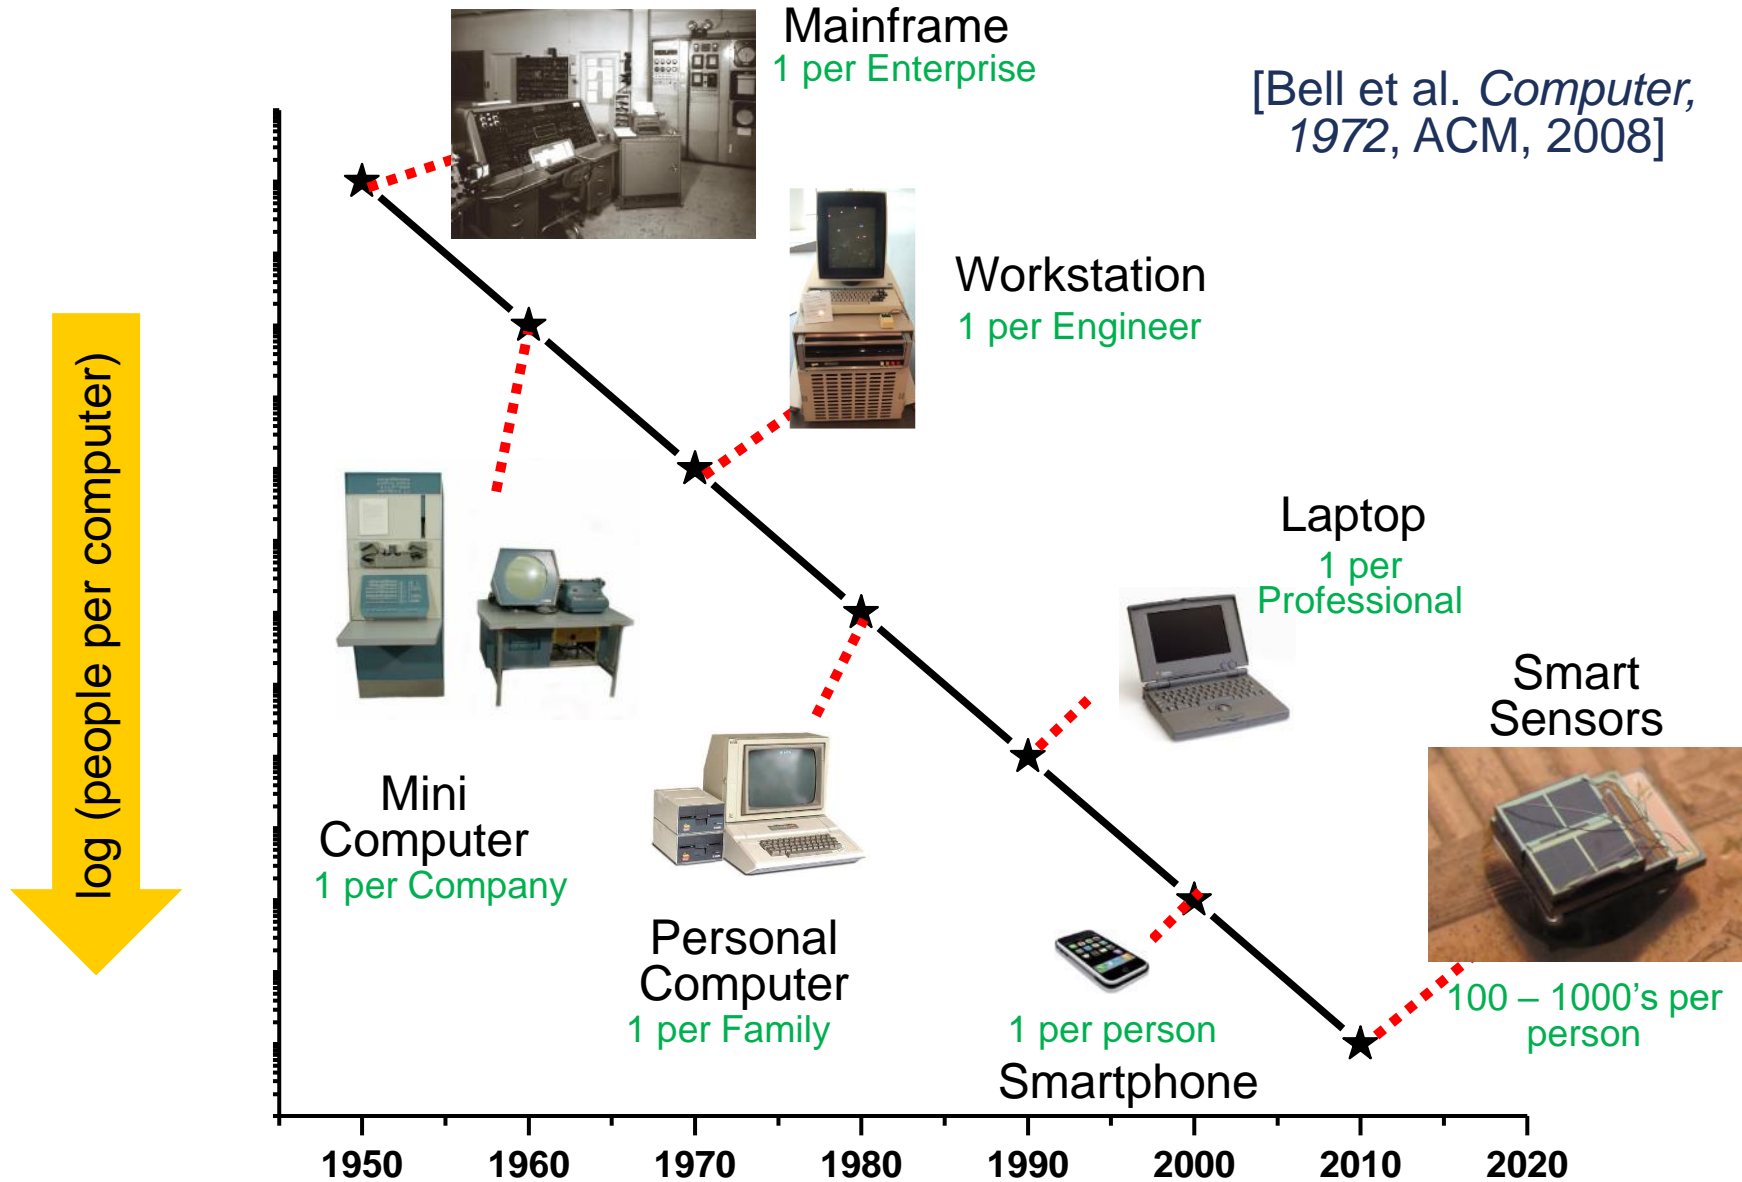 Mainframe
1 per Enterprise
[Bell et al. Computer,
1972, ACM, 2008]
Workstation
1 per Engineer
log (people per computer)
Laptop
1 per
Professional
Smart
Sensors
Mini
Computer
1 per Company
Personal
Computer
1 per Family
1 per person
Smartphone
100 – 1000’s per
person
1950 1960 1970 1980 1990 2000 2010 2020